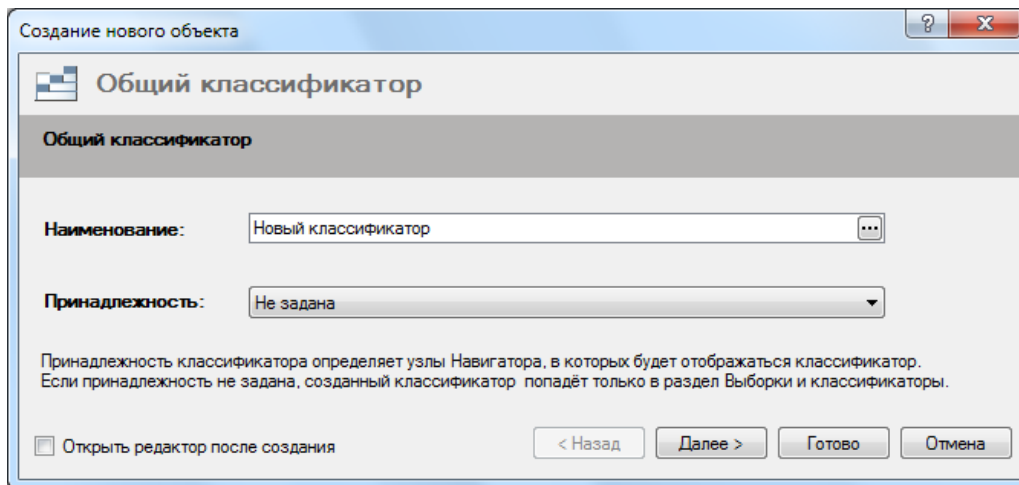 Создание нового объекта
?
Общий классификатор
Общий классификатор
Наименование: Новый классификатор ...
Принадлежность: Не задана
Принадлежность классификатора определяет узлы Навигатора, в которых будет отображаться классификатор.
Если принадлежность не задана, созданный классификатор попадёт только в раздел Выборки и классификаторы.
Открыть редактор после создания < Назад Далее > Готово Отмена